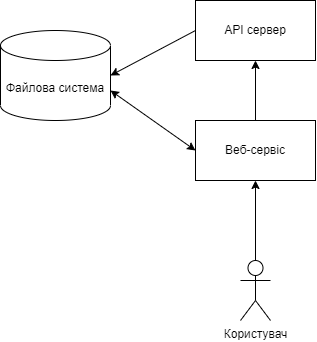 API сервер
Файлова система
Веб-сервіс
Користувач